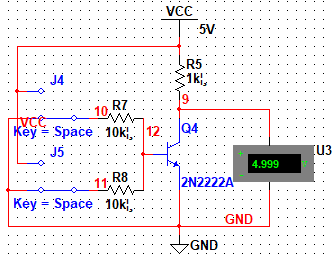 VCC
5V
R5
1kΩ
9
J4
10
R7
VCC
Key = Space
10kΩ
12
Q4
J5
11
R8
Key = Space
10kΩ
2N2222A
+
4.999
V
-
U3
GND
GND